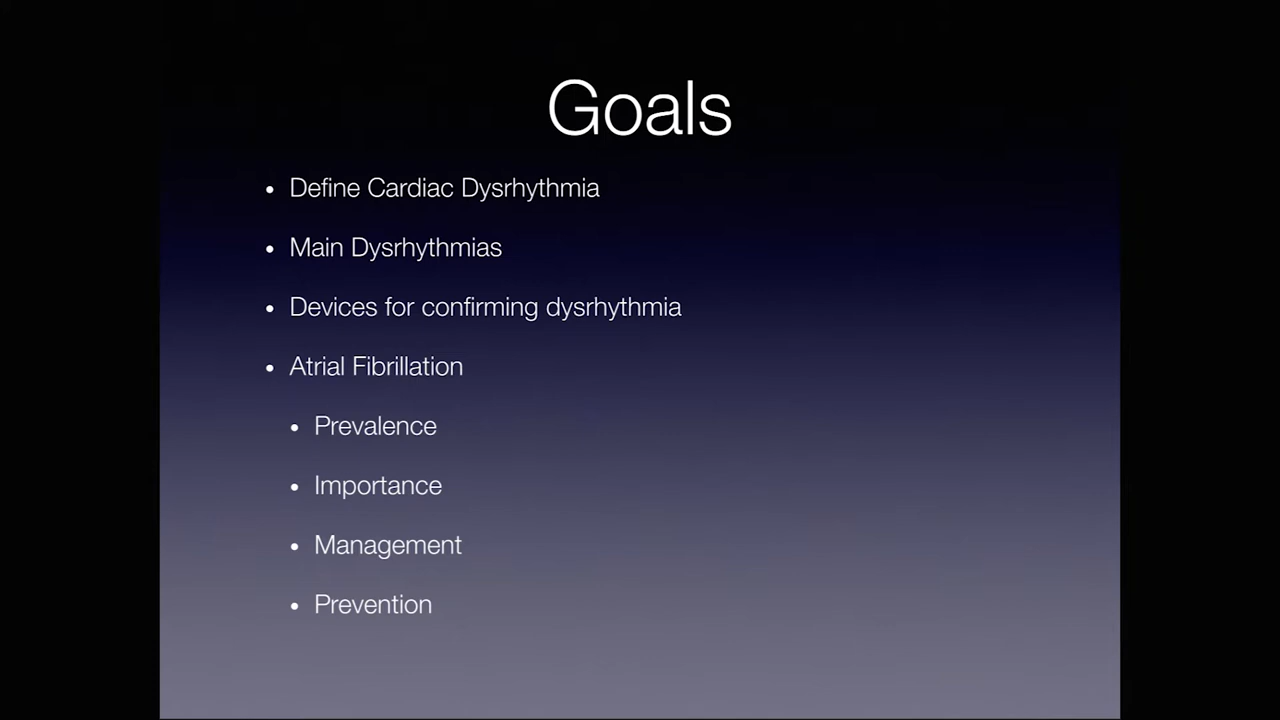 Goals
• Define Cardiac Dysrhythmia
• Main Dysrhythmias
• Devices for confirming dysrhythmia
• Atrial Fibrillation
• Prevalence
• Importance
• Management
• Prevention